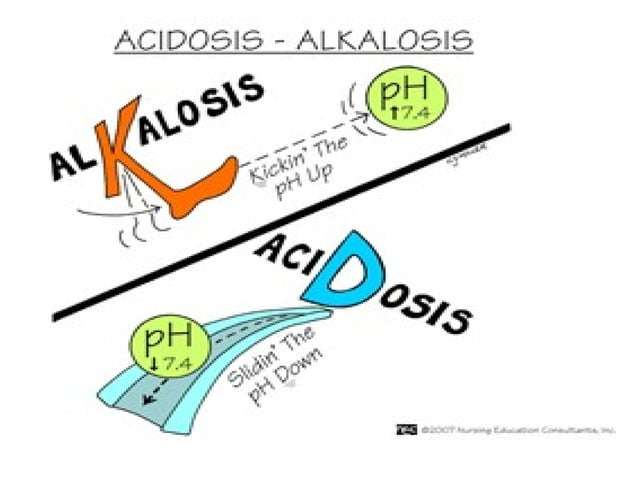 ACIDOSIS - ALKALOSIS
ALKALOSIS
pH
↑7.4
Kickin' The
pH Up
ACIDOSIS
pH
↓7.4
Slidin' The
pH Down
©2007 Nursing Education Consultants, Inc.